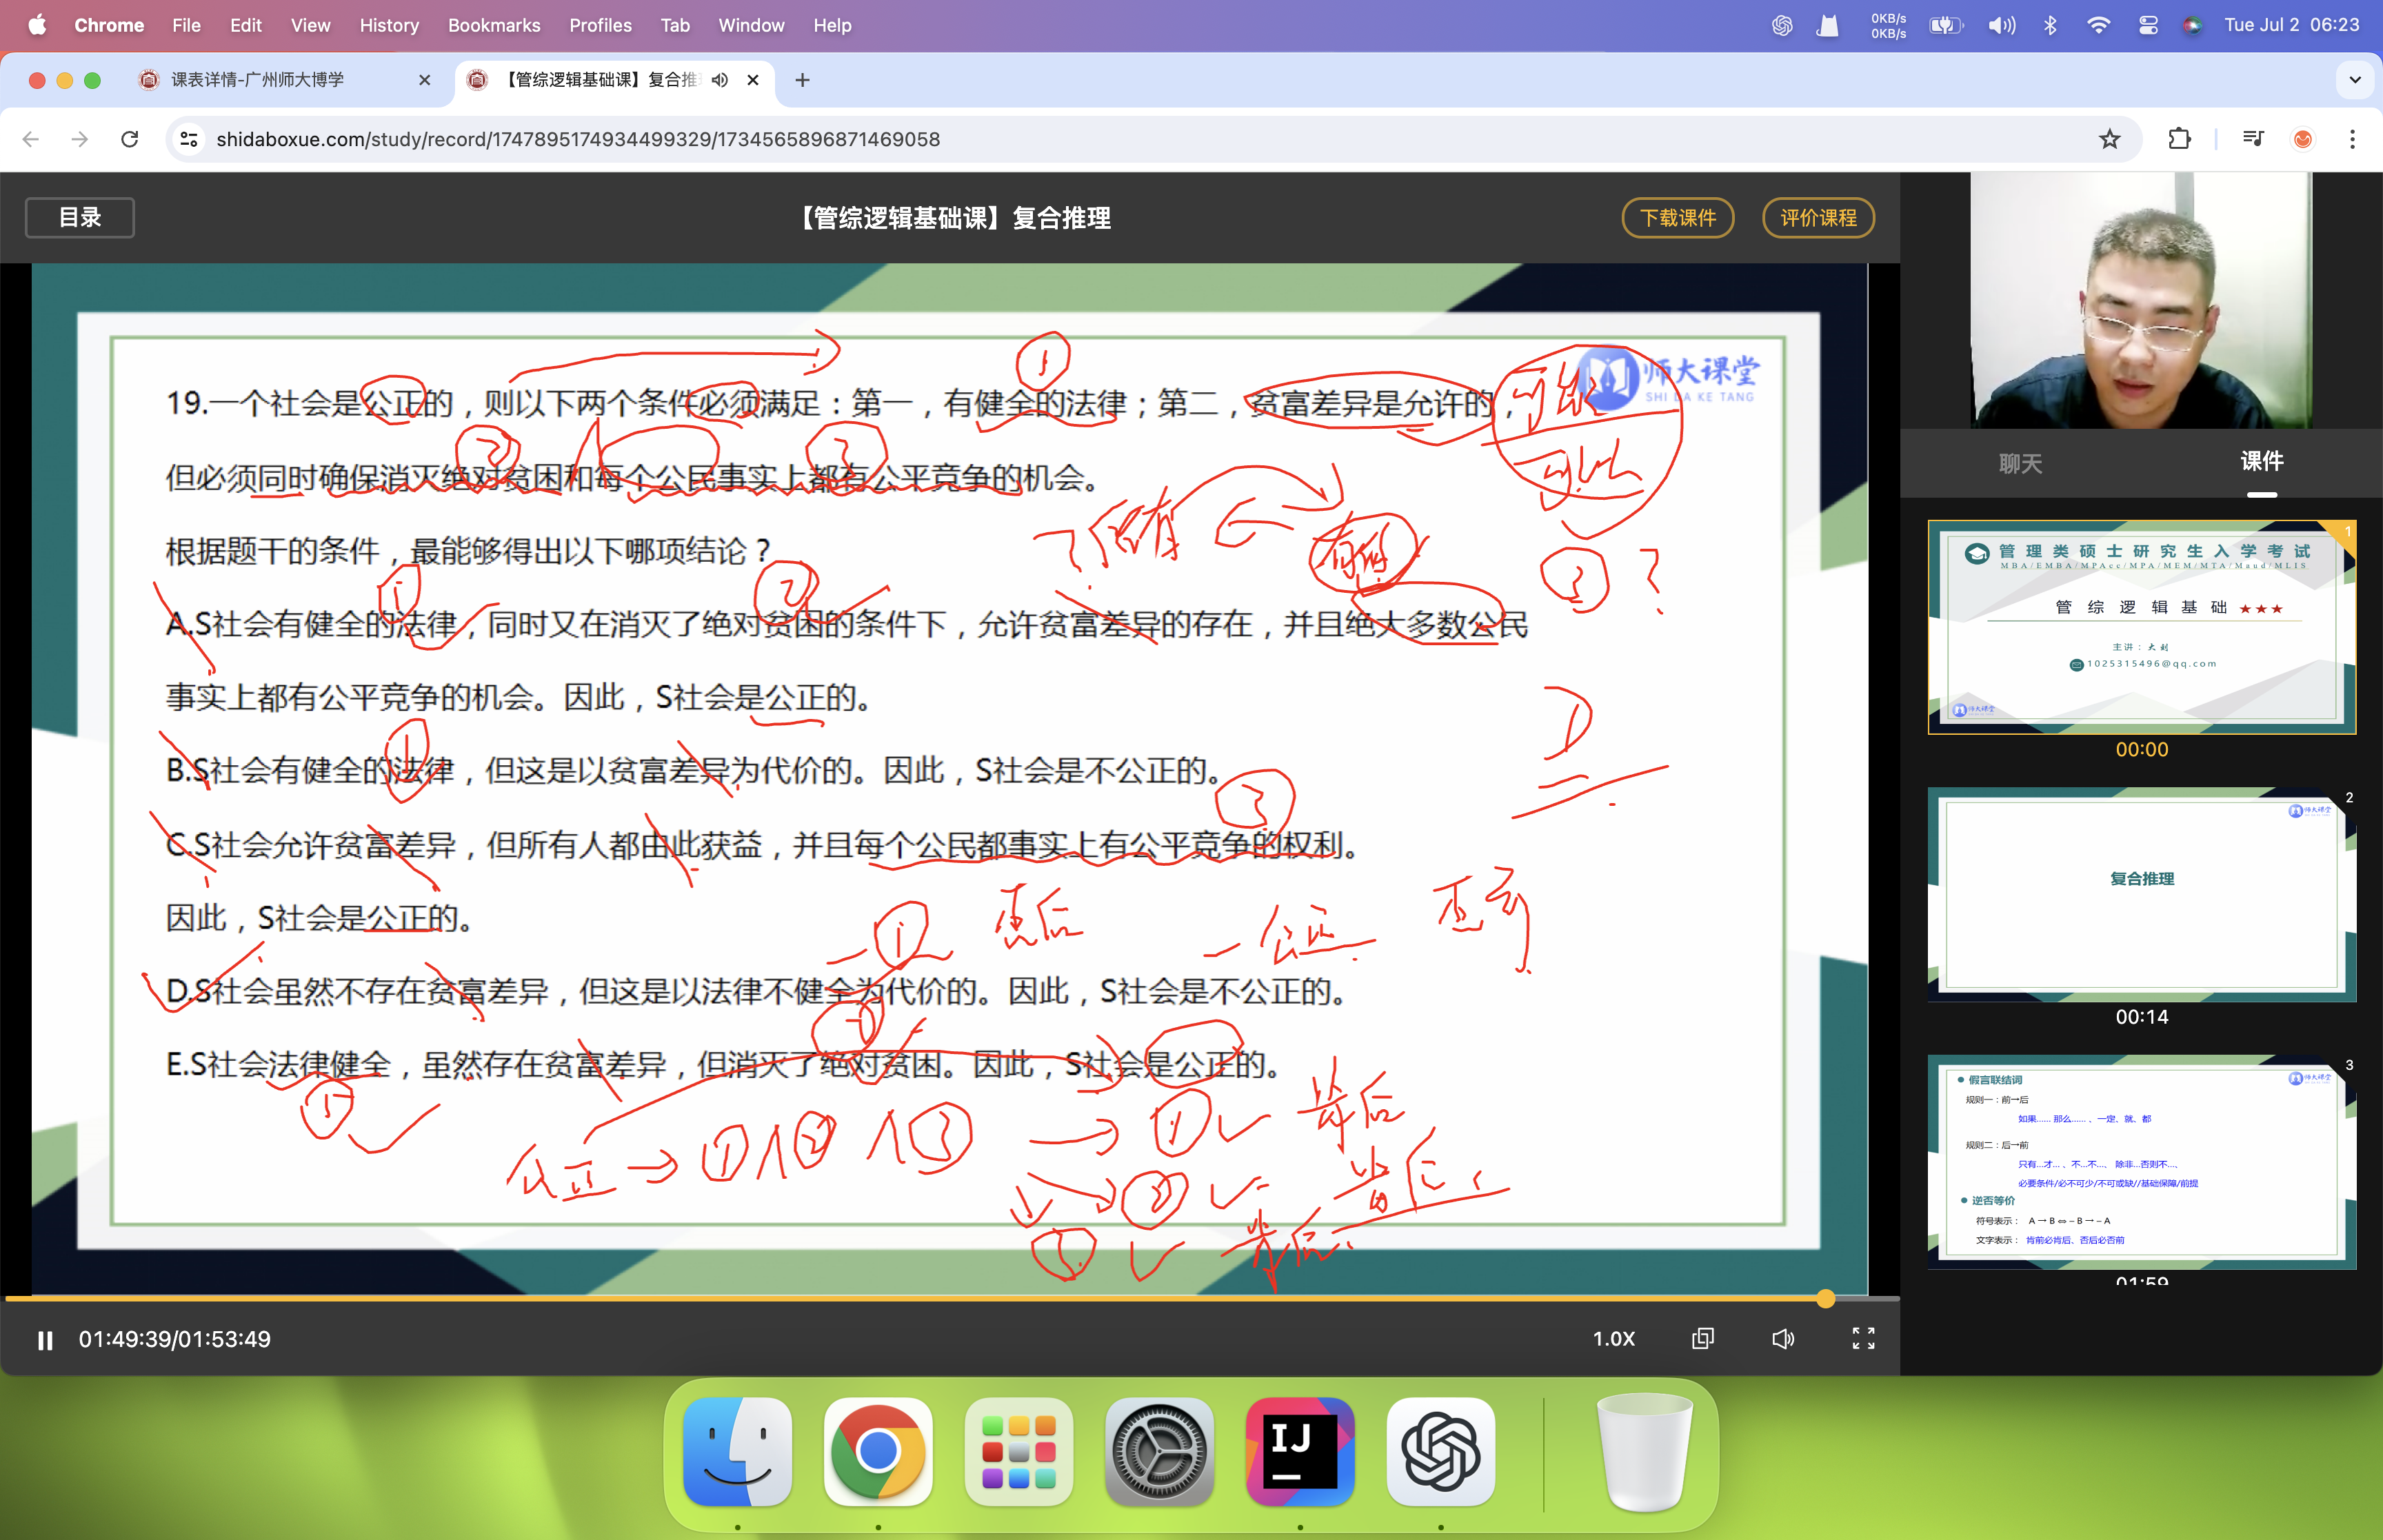 Chrome File Edit View History Bookmarks Profiles Tab Window Help
0KB/s
0KB/s
Tue Jul 2 06:23
课表详情-广州师大博学
【管综逻辑基础课】复合推
shidaboxue.com/study/record/1747895174934499329/1734565896871469058
目录
【管综逻辑基础课】复合推理
下载课件
评价课程
师大课堂
SHI DA KE TANG
19.一个社会是公正的，则以下两个条件必须满足：第一，有健全的法律；第二，贫富差异是允许的，
但必须同时确保消灭绝对贫困和每个公民事实上都有公平竞争的机会。
根据题干的条件，最能够得出以下哪项结论？
A.S社会有健全的法律，同时又在消灭了绝对贫困的条件下，允许贫富差异的存在，并且绝大多数公民
事实上都有公平竞争的机会。因此，S社会是公正的。
B.S社会有健全的法律，但这是以贫富差异为代价的。因此，S社会是不公正的。
C.S社会允许贫富差异，但所有人都由此获益，并且每个公民都事实上有公平竞争的权利。
因此，S社会是公正的。
D.S社会虽然不存在贫富差异，但这是以法律不健全为代价的。因此，S社会是不公正的。
E.S社会法律健全，虽然存在贫富差异，但消灭了绝对贫困。因此，S社会是公正的。
D
否后
－公正
否前
公正→①∧②∧③
→①✓ 肯后
→②✓ 肯后
01:49:39/01:53:49
1.0X
聊天
课件
1
管理类硕士研究生入学考试
MBA/EMBA/MPAcc/MPA/MEM/MTA/Maud/MLIS
管综逻辑基础 ★★★
主讲：大刘
1025315496@qq.com
00:00
2
复合推理
00:14
3
假言联结词
规则一：前→后
如果......那么......、一定、就、都
规则二：后→前
只有...才...、不...不...、 除非...否则不...、
必要条件/必不可少/不可或缺//基础保障/前提
逆否等价
符号表示： A→B⇔－B→－A
文字表示： 肯前必肯后、否后必否前
01:59
IJ